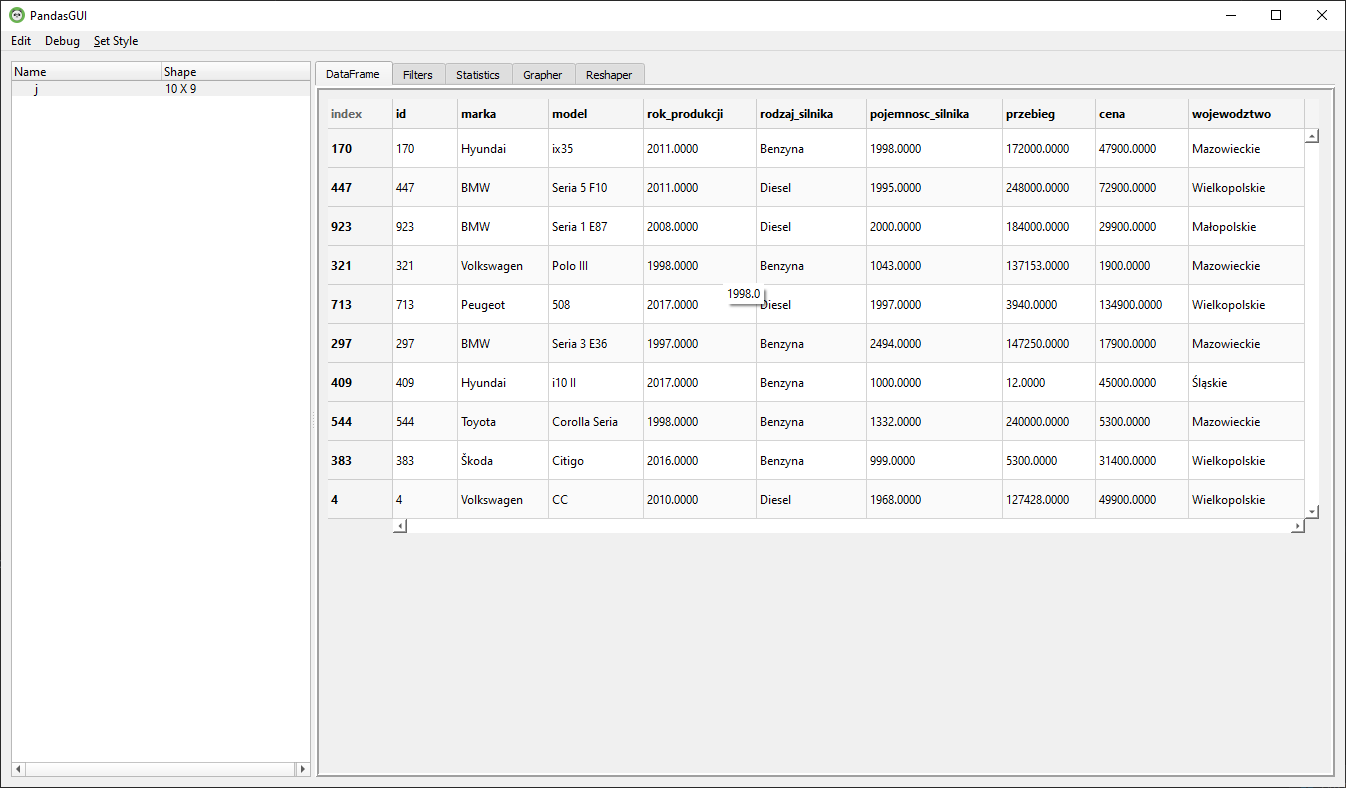 PandasGUI
Edit Debug Set Style
Name Shape
j 10 X 9
DataFrame Filters Statistics Grapher Reshaper
index id marka model rok_produkcji rodzaj_silnika pojemnosc_silnika przebieg cena wojewodztwo
170 170 Hyundai ix35 2011.0000 Benzyna 1998.0000 172000.0000 47900.0000 Mazowieckie
447 447 BMW Seria 5 F10 2011.0000 Diesel 1995.0000 248000.0000 72900.0000 Wielkopolskie
923 923 BMW Seria 1 E87 2008.0000 Diesel 2000.0000 184000.0000 29900.0000 Małopolskie
321 321 Volkswagen Polo III 1998.0000 Benzyna 1043.0000 137153.0000 1900.0000 Mazowieckie
1998.0
713 713 Peugeot 508 2017.0000 Diesel 1997.0000 3940.0000 134900.0000 Wielkopolskie
297 297 BMW Seria 3 E36 1997.0000 Benzyna 2494.0000 147250.0000 17900.0000 Mazowieckie
409 409 Hyundai i10 II 2017.0000 Benzyna 1000.0000 12.0000 45000.0000 Śląskie
544 544 Toyota Corolla Seria 1998.0000 Benzyna 1332.0000 240000.0000 5300.0000 Mazowieckie
383 383 Škoda Citigo 2016.0000 Benzyna 999.0000 5300.0000 31400.0000 Wielkopolskie
4 4 Volkswagen CC 2010.0000 Diesel 1968.0000 127428.0000 49900.0000 Wielkopolskie